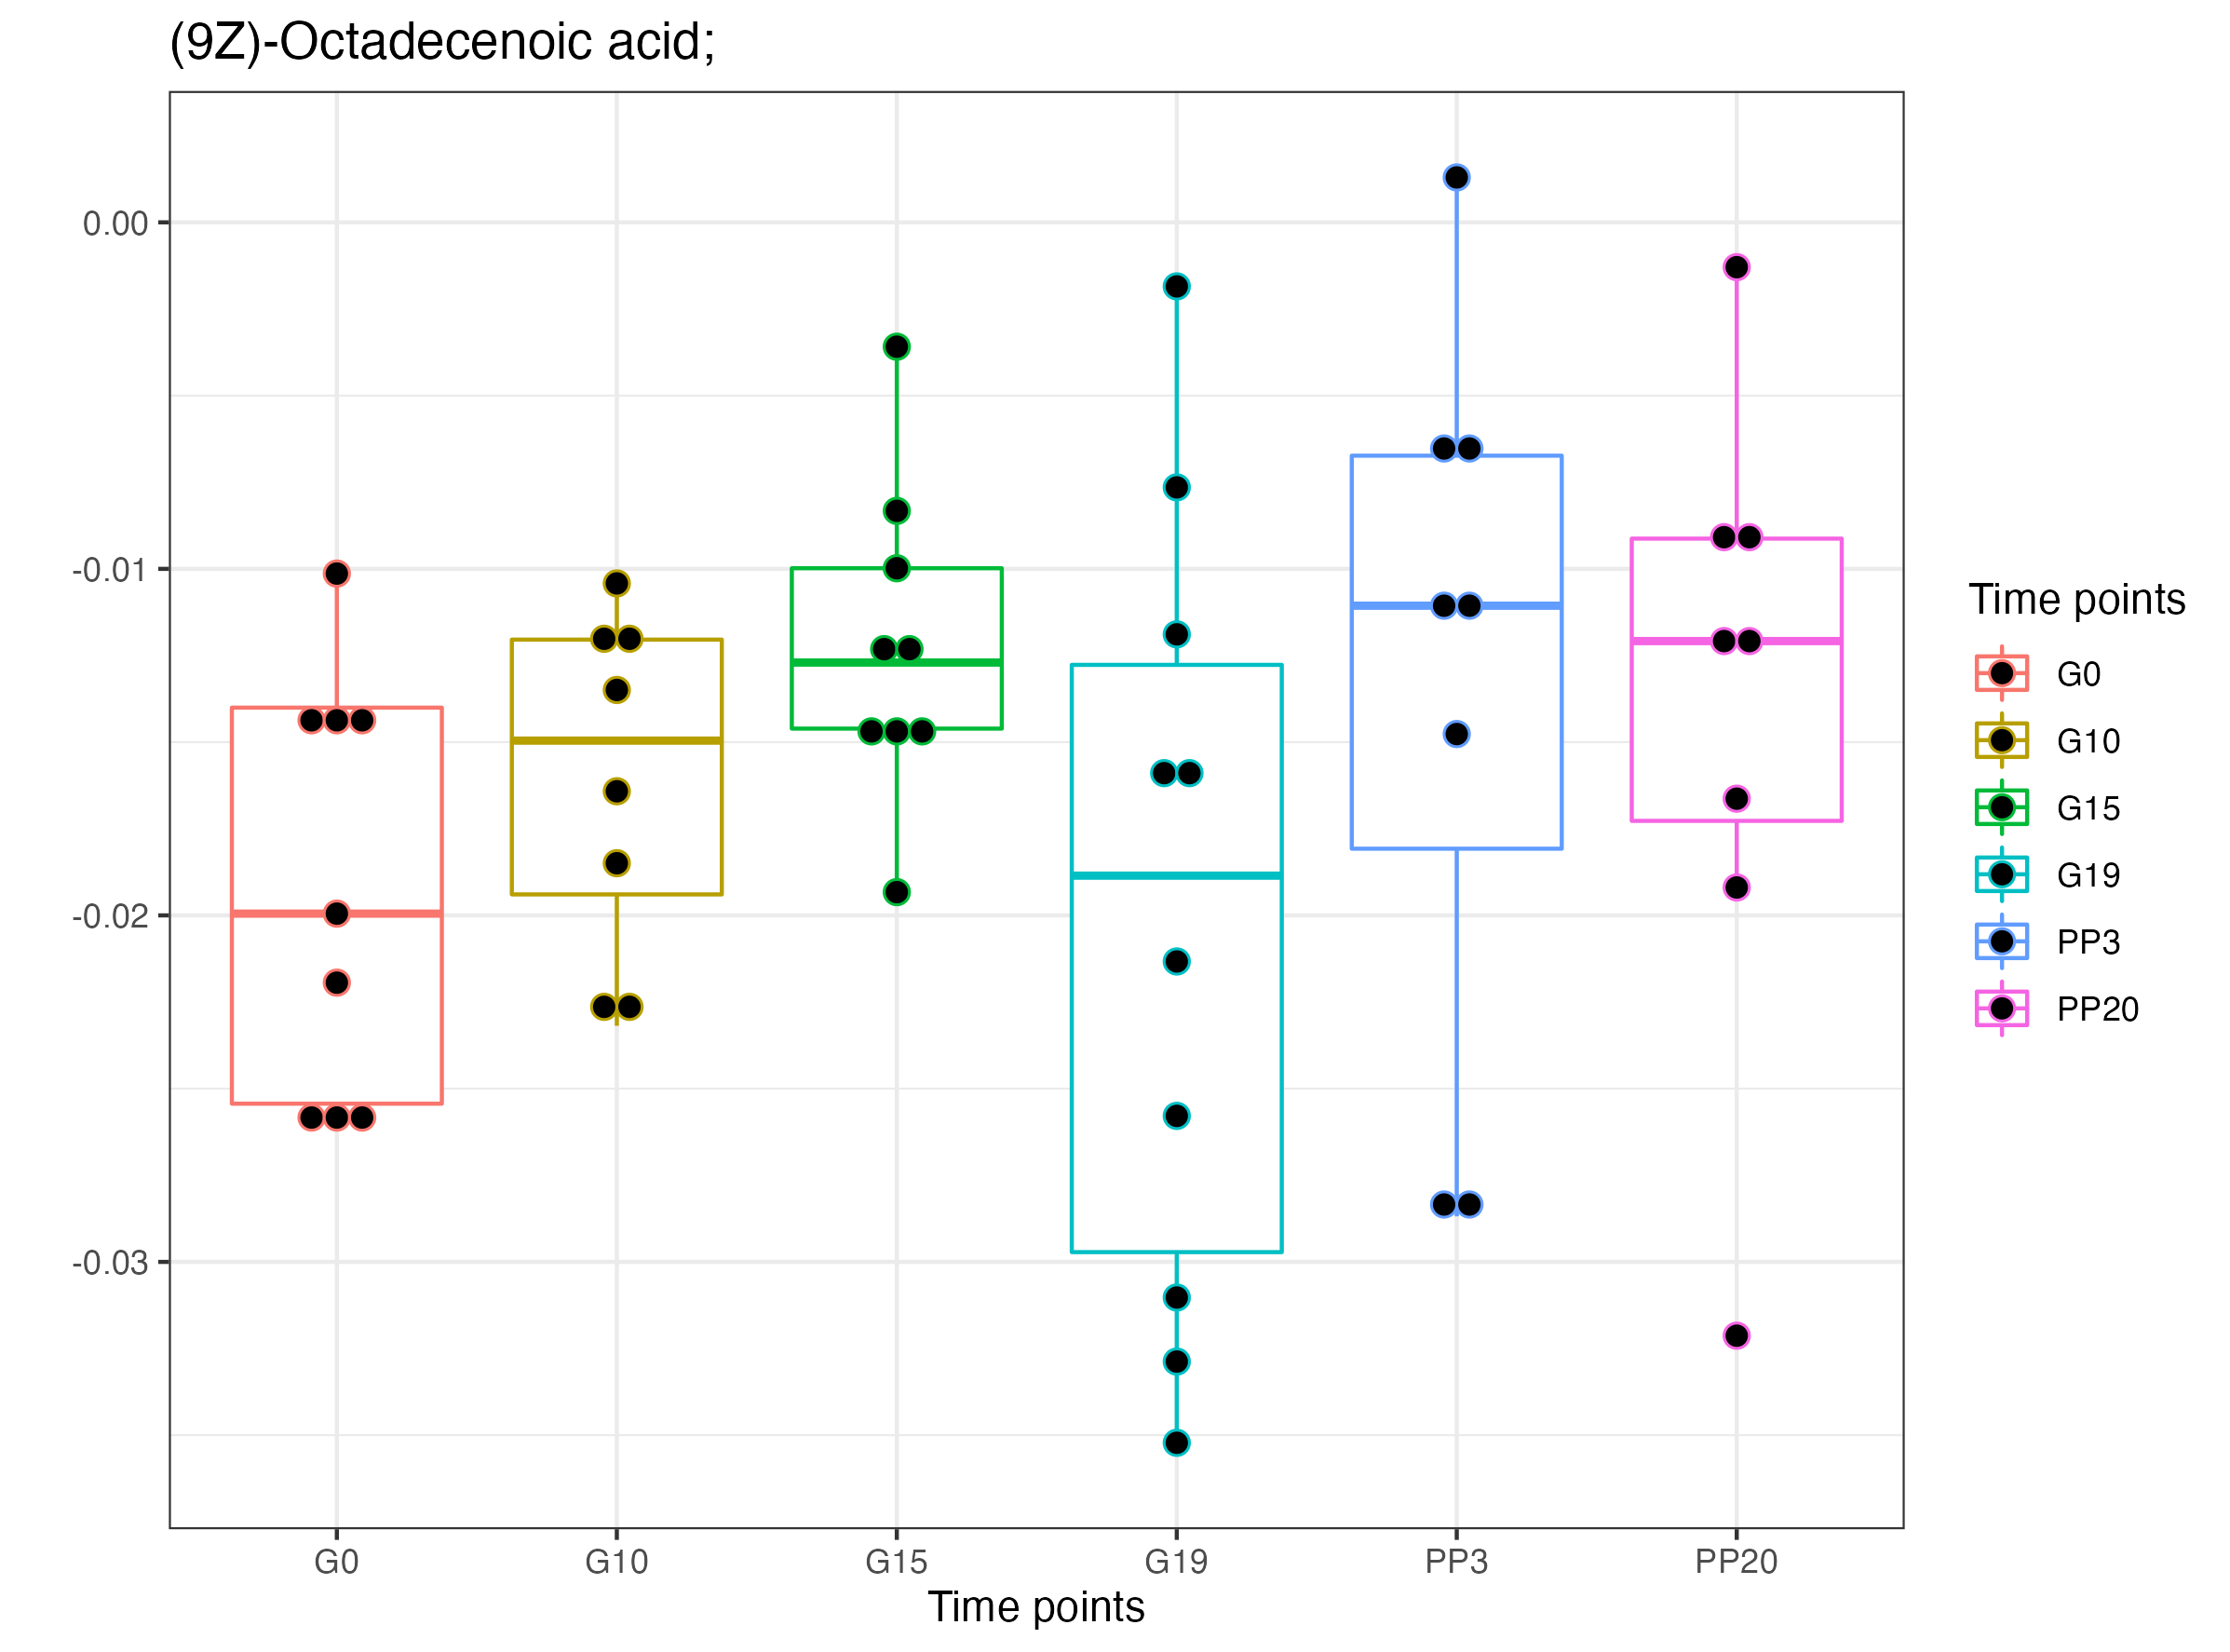 (9Z)-Octadecenoic acid;
0.00
-0.01
-0.02
-0.03
G0 G10 G15 G19 PP3 PP20
Time points
Time points
G0
G10
G15
G19
PP3
PP20